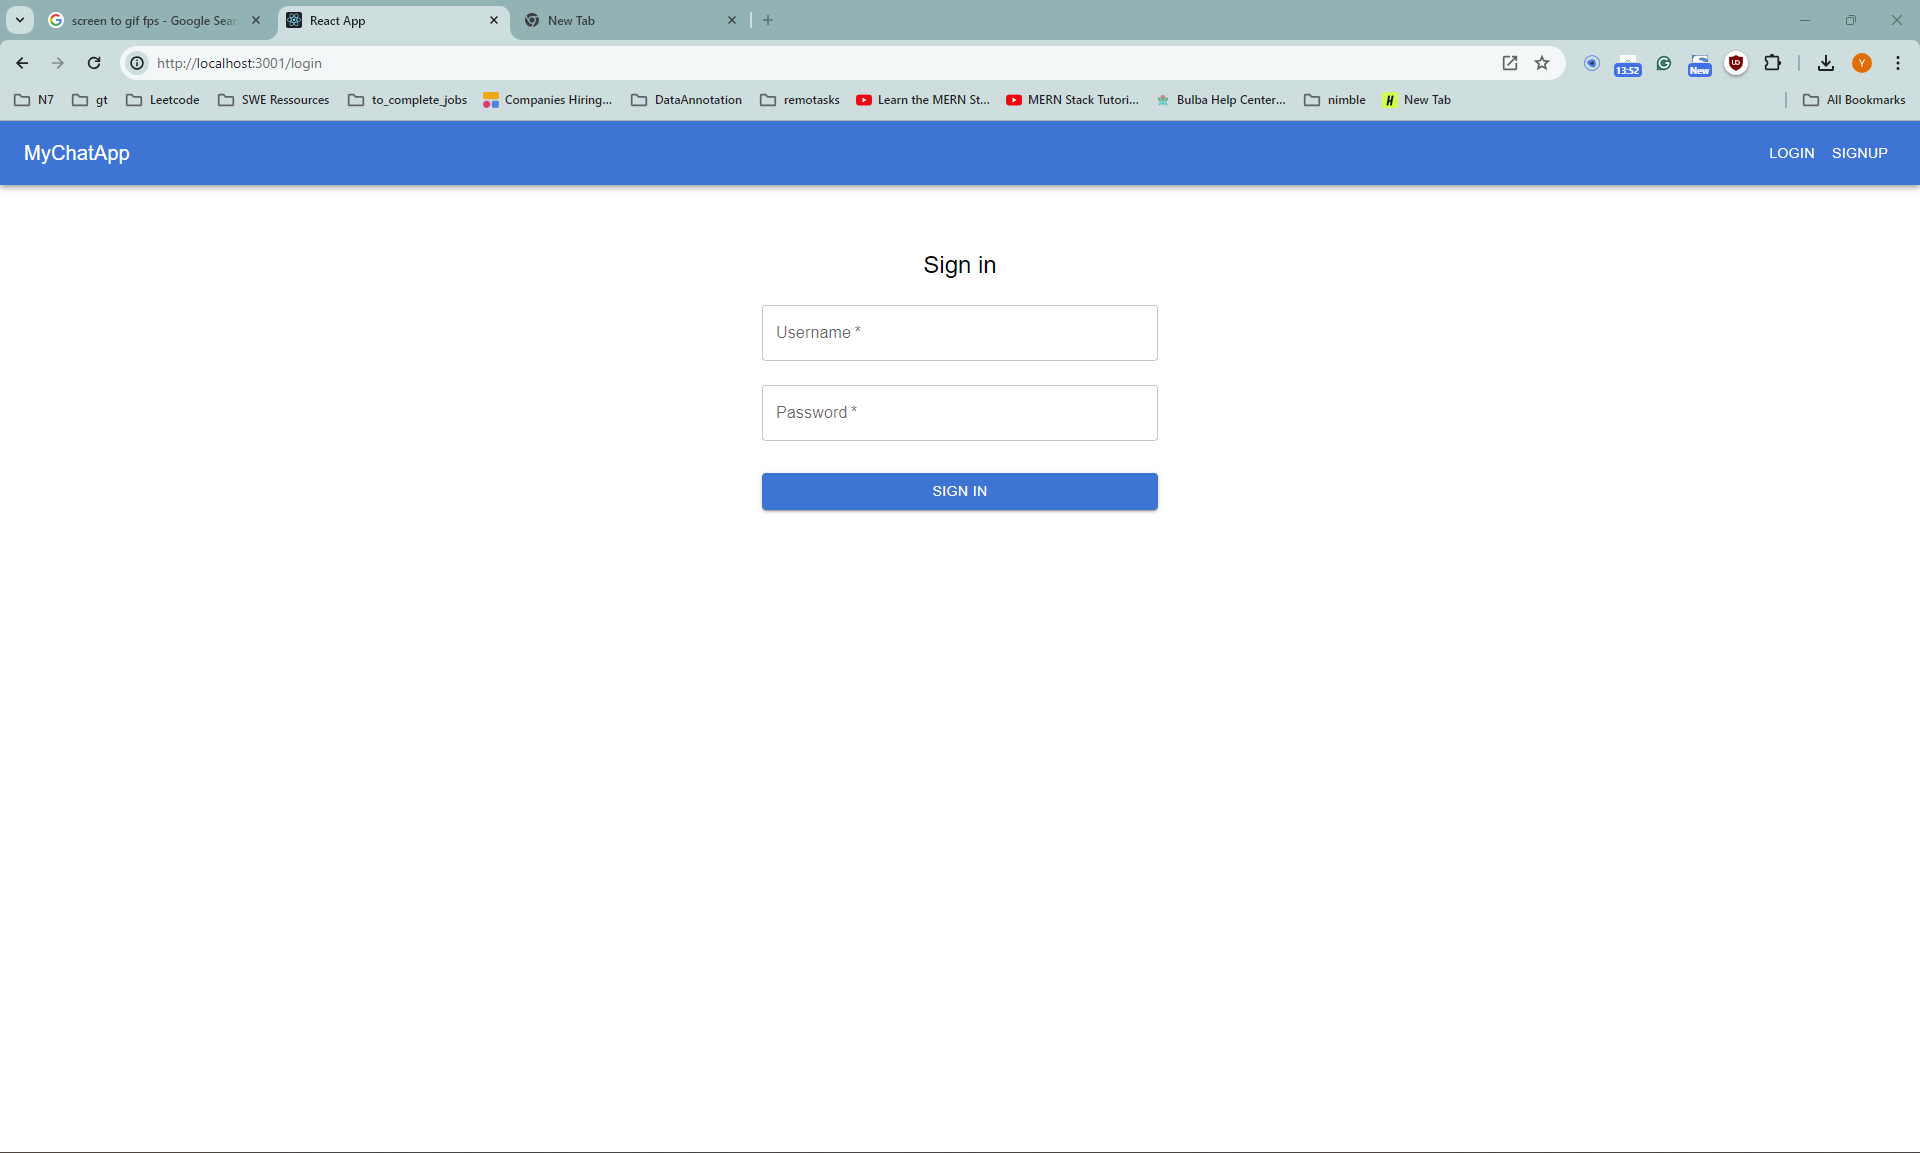 screen to gif fps - Google Sear
React App
New Tab
http://localhost:3001/login
13:52
New
Y
N7
gt
Leetcode
SWE Ressources
to_complete_jobs
Companies Hiring...
DataAnnotation
remotasks
Learn the MERN St...
MERN Stack Tutori...
Bulba Help Center...
nimble
New Tab
All Bookmarks
MyChatApp
LOGIN
SIGNUP
Sign in
Username *
Password *
SIGN IN